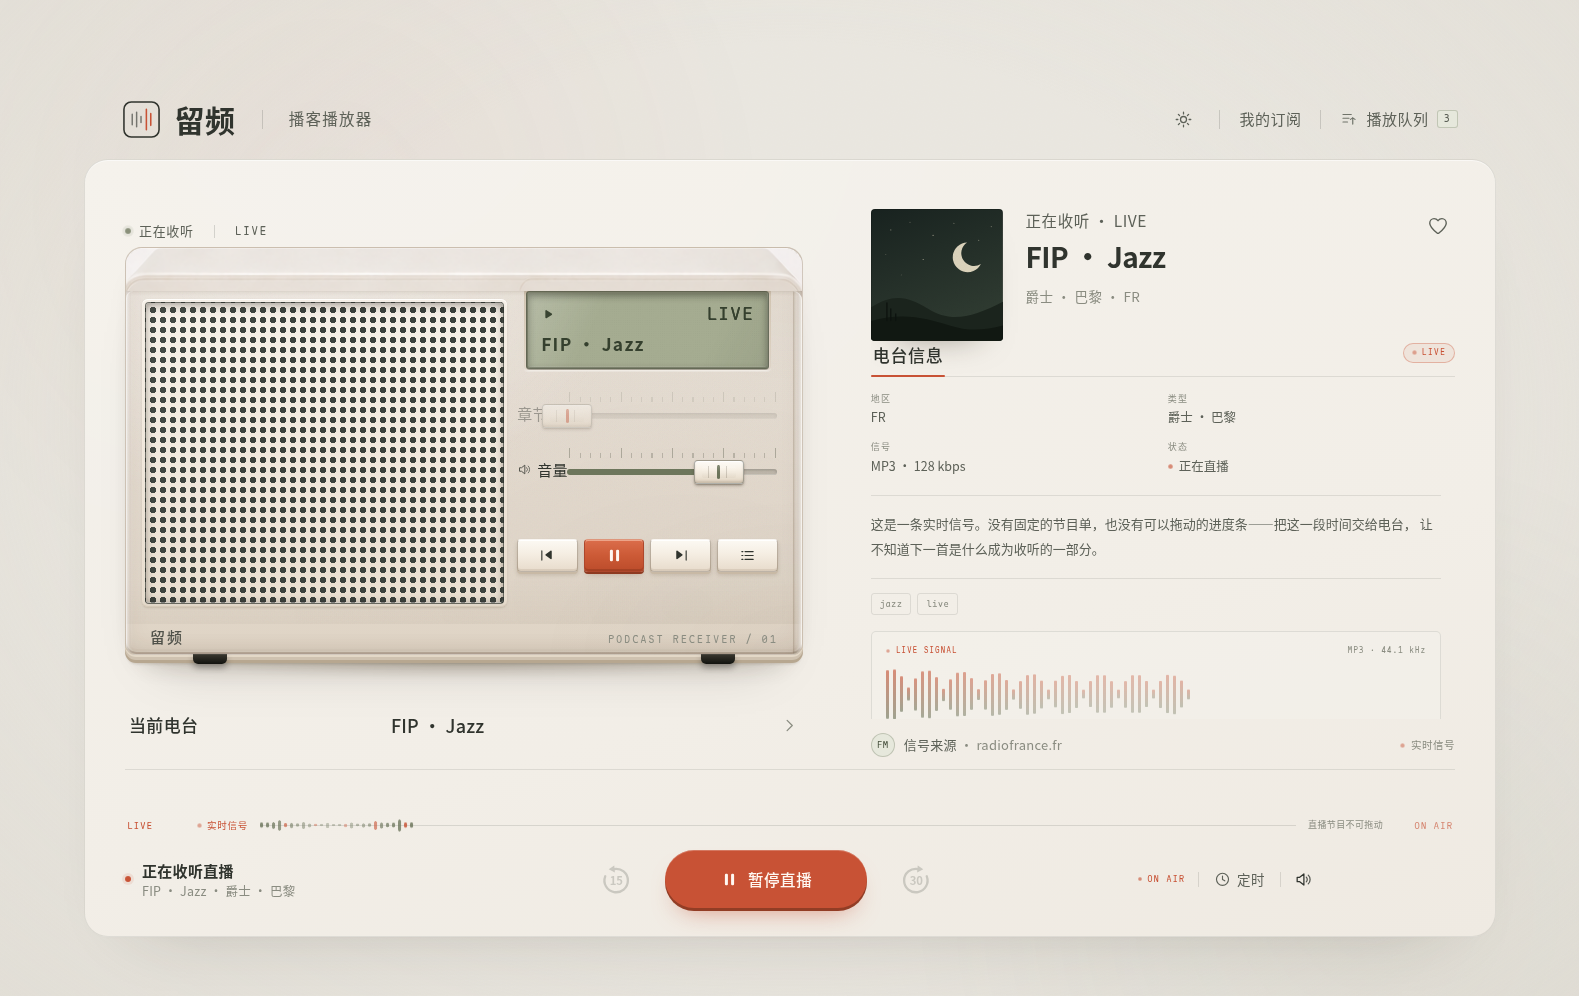 留频
播客播放器
我的订阅
播放队列 3
正在收听
LIVE
LIVE
FIP • Jazz
章节
音量
留频
PODCAST RECEIVER / 01
当前电台
FIP • Jazz
正在收听 • LIVE
FIP • Jazz
爵士 • 巴黎 • FR
电台信息
LIVE
地区
FR
类型
爵士 • 巴黎
信号
MP3 • 128 kbps
状态
正在直播
这是一条实时信号。没有固定的节目单，也没有可以拖动的进度条——把这一段时间交给电台， 让
不知道下一首是什么成为收听的一部分。
jazz
live
LIVE SIGNAL
MP3 · 44.1 kHz
FM
信号来源 • radiofrance.fr
实时信号
LIVE
实时信号
直播节目不可拖动
ON AIR
正在收听直播
FIP • Jazz • 爵士 • 巴黎
15
暂停直播
30
ON AIR
定时